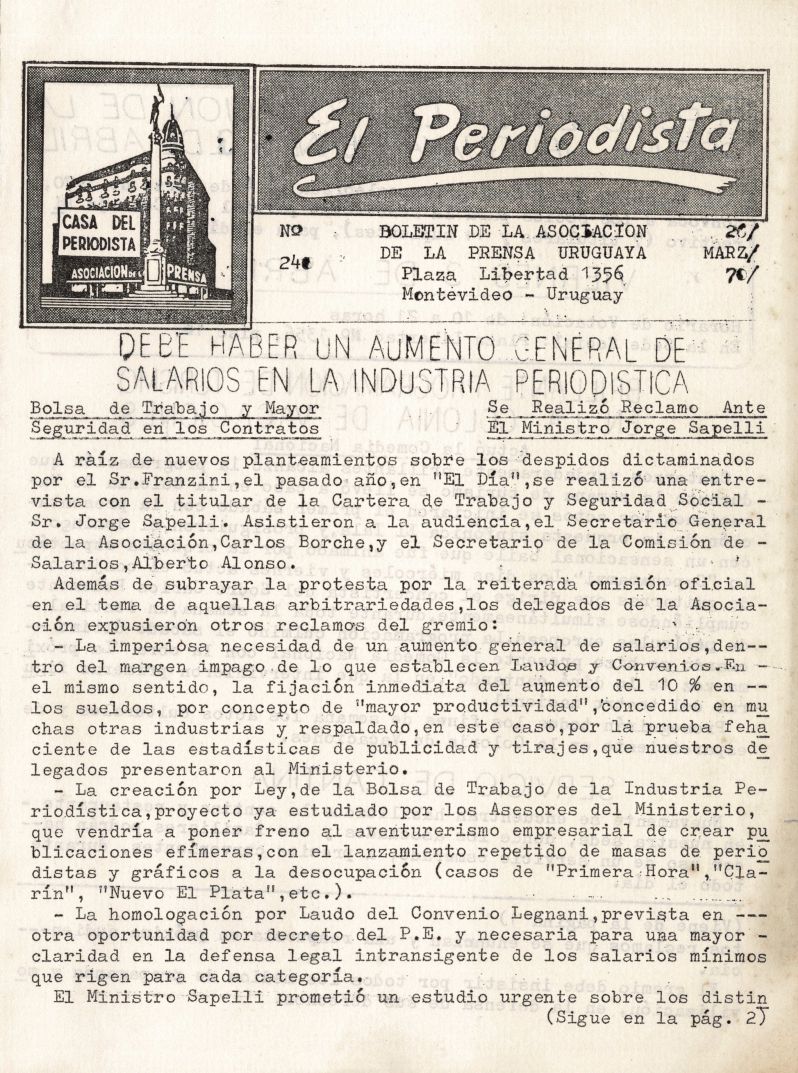 El Periodista
CASA DEL
PERIODISTA
ASOCIACION DE LA PRENSA
Nº
24
BOLETIN DE LA ASOCIACION
DE LA PRENSA URUGUAYA
Plaza Libertad 1356
Montevideo - Uruguay
26/
MARZ/
70/
DEBE HABER UN AUMENTO GENERAL DE
SALARIOS EN LA INDUSTRIA PERIODISTICA
Bolsa de Trabajo y Mayor
Seguridad en los Contratos
Se Realizó Reclamo Ante
El Ministro Jorge Sapelli
A ràíz de nuevos planteamientos sobre los despidos dictaminados
por el Sr.Franzini,el pasado año,en "El Día",se realizó una entre-
vista con el titular de la Cartera de Trabajo y Seguridad Social -
Sr. Jorge Sapelli. Asistieron a la audiencia,el Secretario General
de la Asociación,Carlos Borche,y el Secretario de la Comisión de -
Salarios,Alberto Alonso.
Además de subrayar la protesta por la reiterada omisión oficial
en el tema de aquellas arbitrariedades,los delegados de la Asocia-
ción expusieron otros reclamos del gremio:
- La imperiosa necesidad de un aumento general de salarios,den--
tro del margen impago de lo que establecen Laudos y Convenios.En -
el mismo sentido, la fijación inmediata del aumento del 10 % en --
los sueldos, por concepto de "mayor productividad",concedido en mu
chas otras industrias y respaldado,en este caso,por la prueba feha
ciente de las estadísticas de publicidad y tirajes,que nuestros de
legados presentaron al Ministerio.
- La creación por Ley,de la Bolsa de Trabajo de la Industria Pe-
riodística,proyecto ya estudiado por los Asesores del Ministerio,
que vendría a poner freno al aventurerismo empresarial de crear pu
blicaciones efímeras,con el lanzamiento repetido de masas de perio
distas y gráficos a la desocupación (casos de "Primera Hora","Cla-
rín", "Nuevo El Plata",etc.).
- La homologación por Laudo del Convenio Legnani,prevista en ---
otra oportunidad por decreto del P.E. y necesaria para una mayor -
claridad en la defensa legal intransigente de los salarios mínimos
que rigen para cada categoría.
El Ministro Sapelli prometió un estudio urgente sobre los distin
(Sigue en la pág. 2)